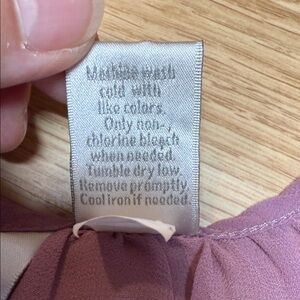 Machine wash
cold with
like colors.
Only non-
chlorine bleach
when needed.
Tumble dry low.
Remove promptly.
Cool iron if needed.